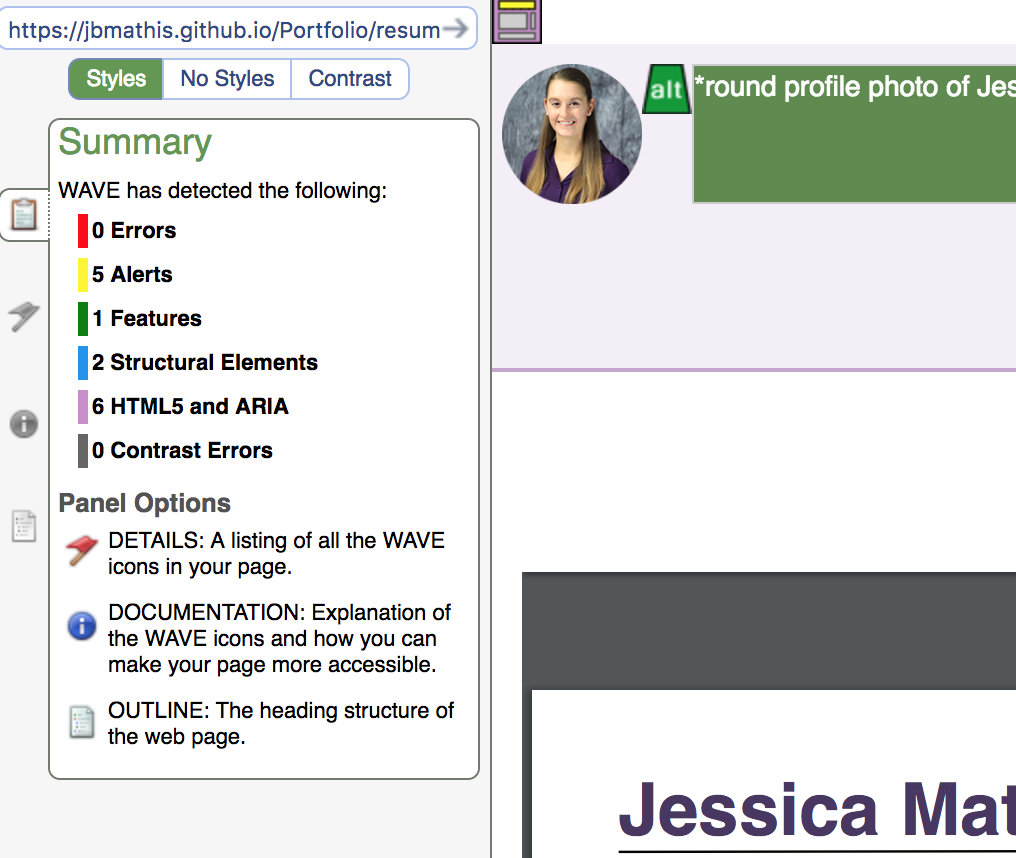 https://jbmathis.github.io/Portfolio/resum
Styles No Styles Contrast
Summary
WAVE has detected the following:
0 Errors
5 Alerts
1 Features
2 Structural Elements
6 HTML5 and ARIA
0 Contrast Errors
Panel Options
DETAILS: A listing of all the WAVE
icons in your page.
DOCUMENTATION: Explanation of
the WAVE icons and how you can
make your page more accessible.
OUTLINE: The heading structure of
the web page.
alt *round profile photo of Jes
Jessica Mat